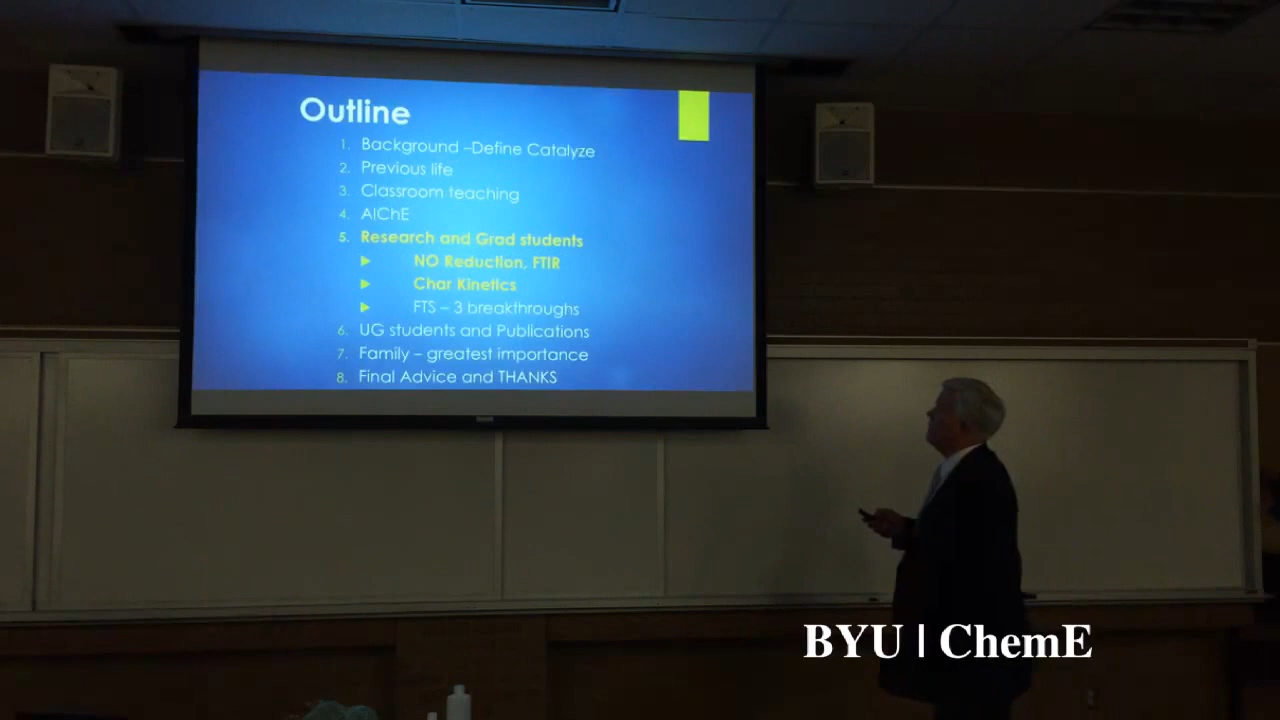 Outline
1. Background –Define Catalyze
2. Previous life
3. Classroom teaching
4. AIChE
5. Research and Grad students
NO Reduction, FTIR
Char Kinetics
FTS – 3 breakthroughs
6. UG students and Publications
7. Family – greatest importance
8. Final Advice and THANKS
BYU | ChemE